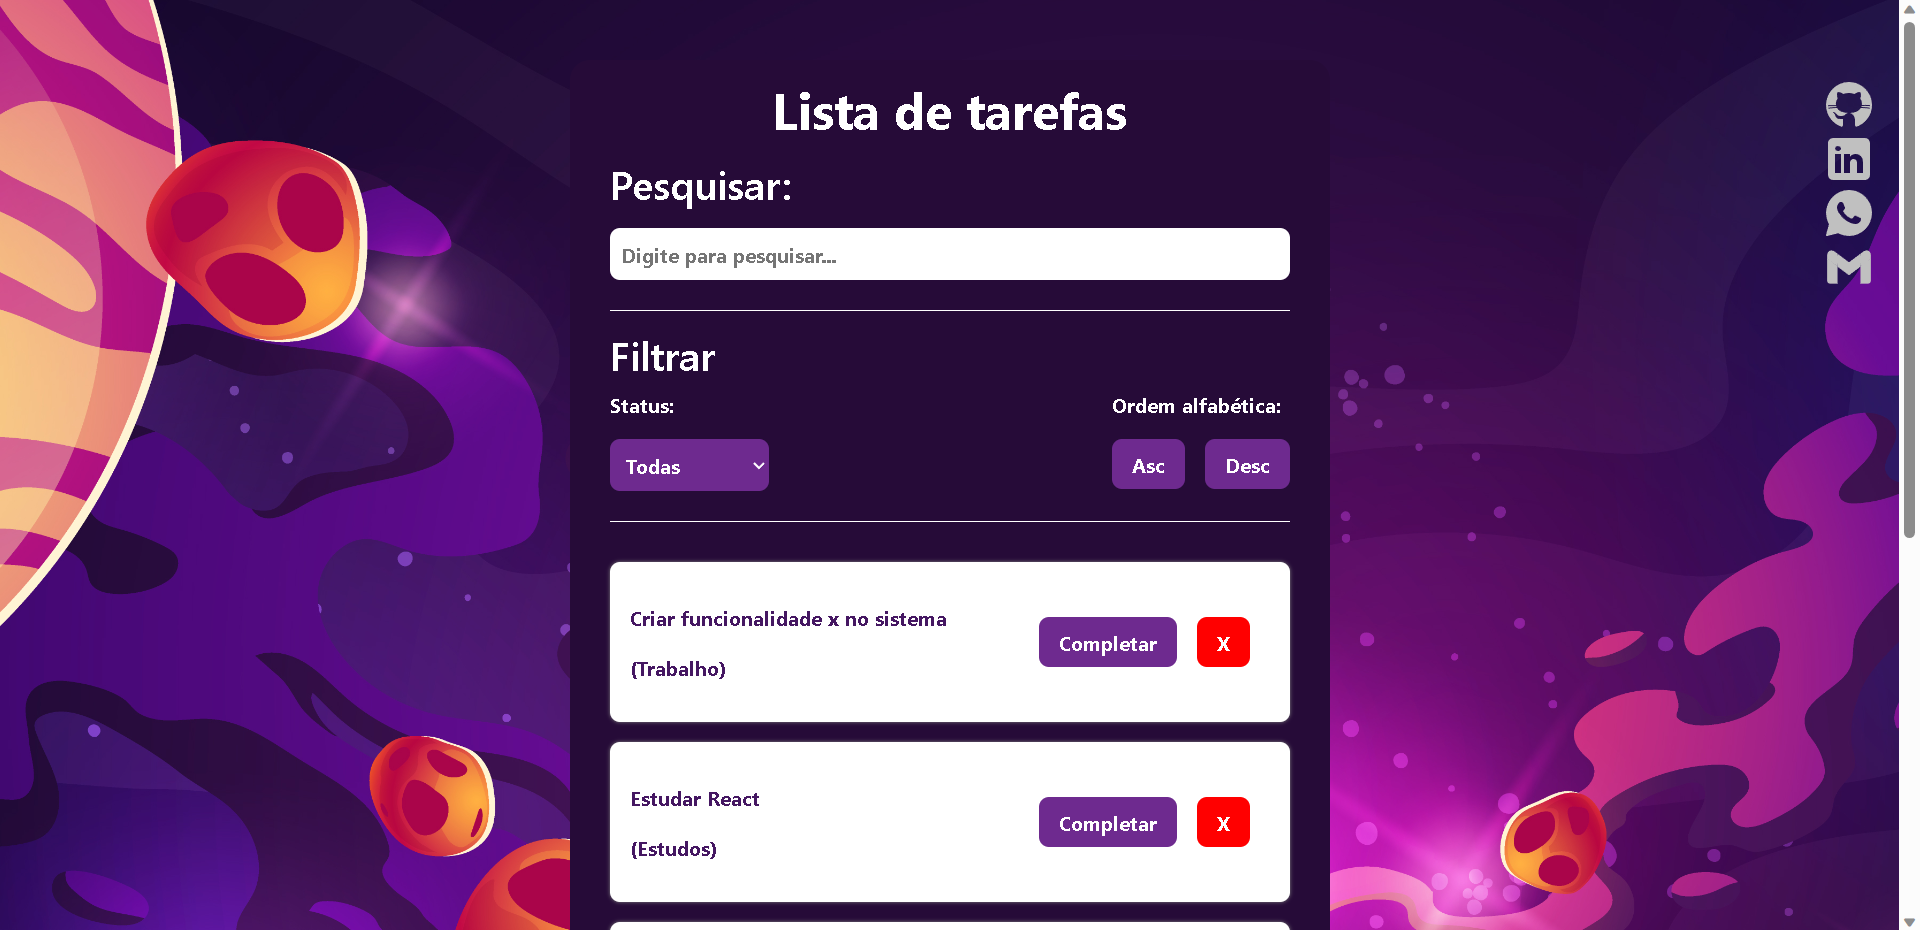 Lista de tarefas
Pesquisar:
Digite para pesquisar...
Filtrar
Status:
Ordem alfabética:
Todas
Asc
Desc
Criar funcionalidade x no sistema
(Trabalho)
Completar
X
Estudar React
(Estudos)
Completar
X
in